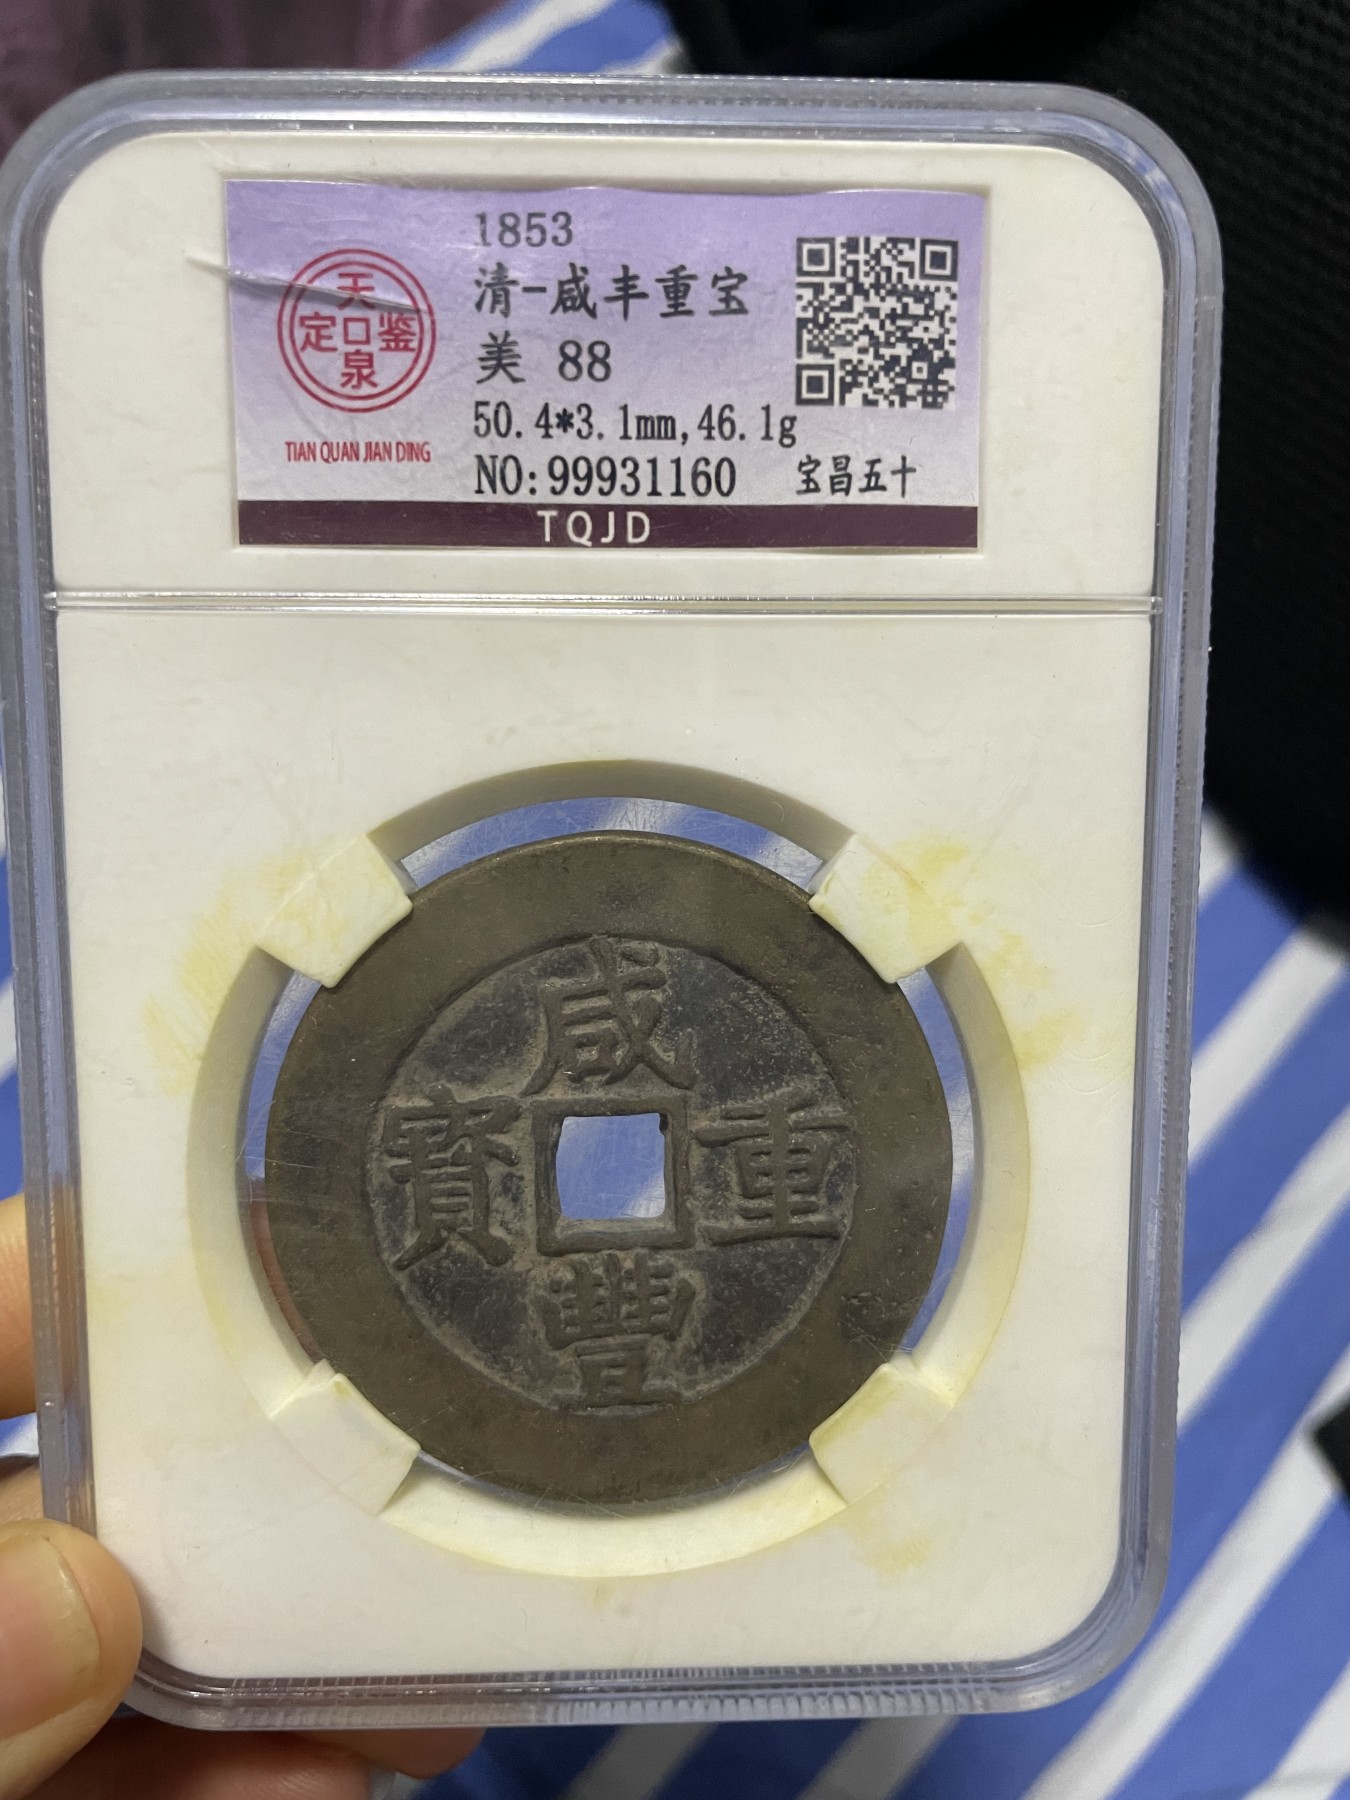 1853
清-咸丰重宝
美 88
50.4*3.1mm,46.1g
NO:99931160
宝昌五十
天泉鉴定
TIAN QUAN JIAN DING
TQJD
咸豐重寶